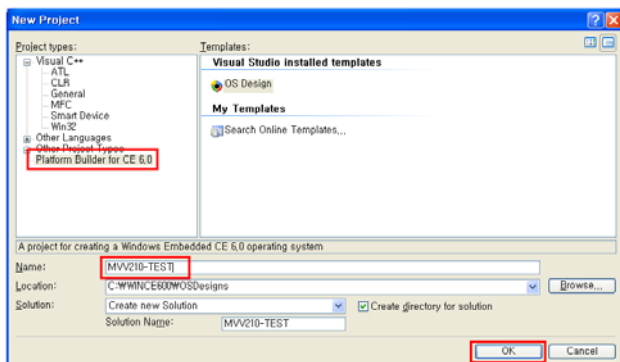 New Project
Project types:
Templates:
Visual C++
ATL
CLR
General
MFC
Smart Device
Win32
Other Languages
Other Project Types
Platform Builder for CE 6,0
Visual Studio installed templates
OS Design
My Templates
Search Online Templates,,,
A project for creating a Windows Embedded CE 6,0 operating system
Name:
MVV210-TEST
Location:
C:₩WINCE600₩OSDesigns
Browse,,,
Solution:
Create new Solution
Create directory for solution
Solution Name:
MVV210-TEST
OK
Cancel